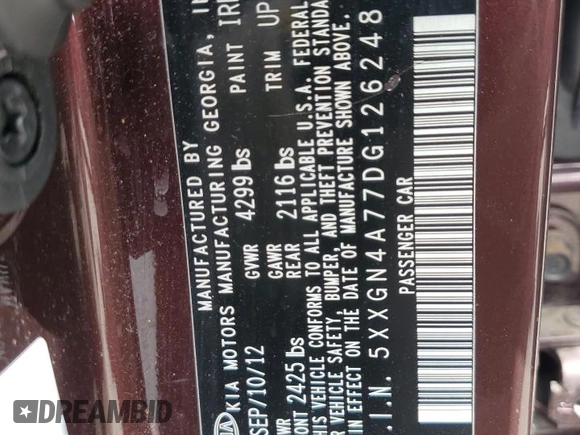 MANUFACTURED BY
KIA MOTORS MANUFACTURING GEORGIA,
SEP/10/12 GVWR 4299 lbs PAINT
2425 lbs GAWR REAR 2116 lbs TRIM UP
THIS VEHICLE CONFORMS TO ALL APPLICABLE U.S.A. FEDERAL
VEHICLE SAFETY, BUMPER, AND THEFT PREVENTION
IN EFFECT ON THE DATE OF MANUFACTURE SHOWN ABOVE.
.I.N. 5XXGN4A77DG126248
PASSENGER CAR
DEALERSHIFT